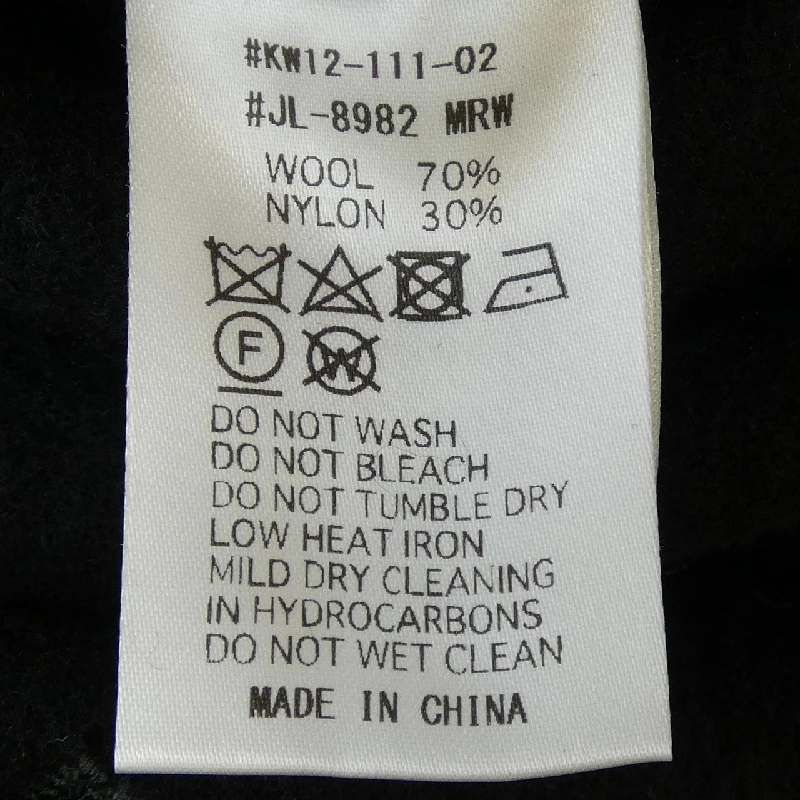 #KW12-111-02
#JL-8982 MRW
WOOL 70%
NYLON 30%
F W
DO NOT WASH
DO NOT BLEACH
DO NOT TUMBLE DRY
LOW HEAT IRON
MILD DRY CLEANING
IN HYDROCARBONS
DO NOT WET CLEAN
MADE IN CHINA